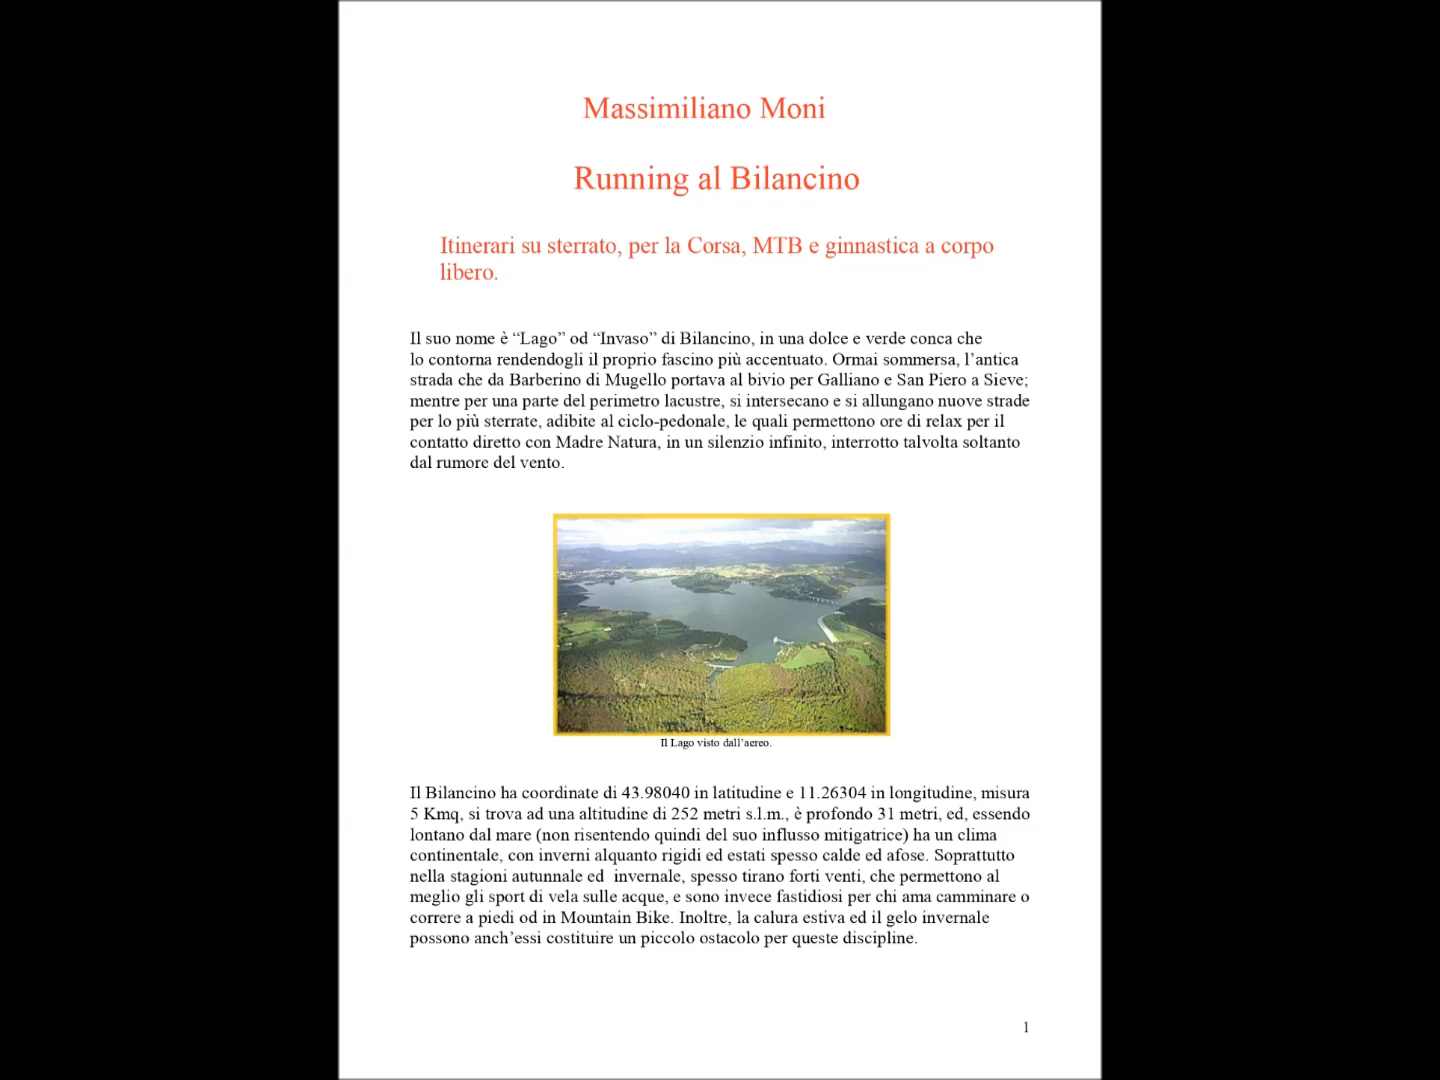 Massimiliano Moni
Running al Bilancino
Itinerari su sterrato, per la Corsa, MTB e ginnastica a corpo
libero.
Il suo nome è “Lago” od “Invaso” di Bilancino, in una dolce e verde conca che
lo contorna rendendogli il proprio fascino più accentuato. Ormai sommersa, l’antica
strada che da Barberino di Mugello portava al bivio per Galliano e San Piero a Sieve;
mentre per una parte del perimetro lacustre, si intersecano e si allungano nuove strade
per lo più sterrate, adibite al ciclo-pedonale, le quali permettono ore di relax per il
contatto diretto con Madre Natura, in un silenzio infinito, interrotto talvolta soltanto
dal rumore del vento.
Il Lago visto dall’aereo.
Il Bilancino ha coordinate di 43.98040 in latitudine e 11.26304 in longitudine, misura
5 Kmq, si trova ad una altitudine di 252 metri s.l.m., è profondo 31 metri, ed, essendo
lontano dal mare (non risentendo quindi del suo influsso mitigatrice) ha un clima
continentale, con inverni alquanto rigidi ed estati spesso calde ed afose. Soprattutto
nella stagioni autunnale ed  invernale, spesso tirano forti venti, che permettono al
meglio gli sport di vela sulle acque, e sono invece fastidiosi per chi ama camminare o
correre a piedi od in Mountain Bike. Inoltre, la calura estiva ed il gelo invernale
possono anch’essi costituire un piccolo ostacolo per queste discipline.
1